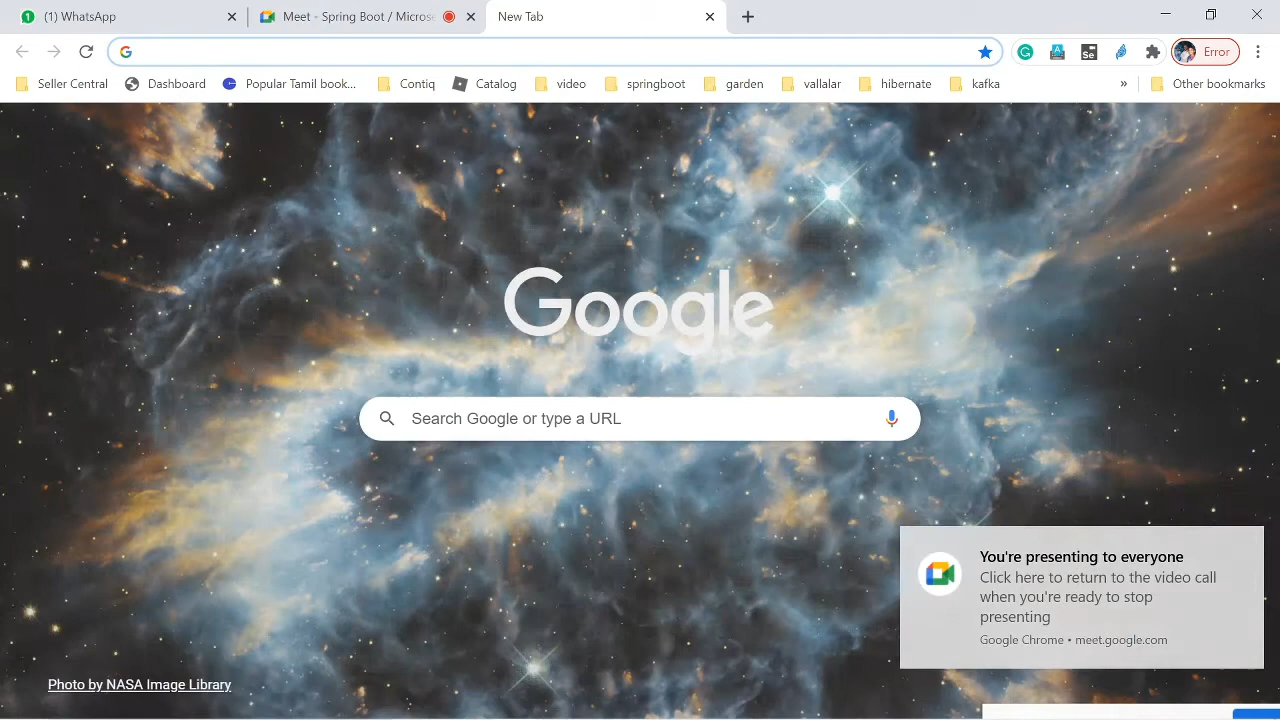 (1) WhatsApp
Meet - Spring Boot / Micros
New Tab
Se
Error
Seller Central
Dashboard
Popular Tamil book...
Contiq
Catalog
video
springboot
garden
vallalar
hibernate
kafka
»
Other bookmarks
Google
Search Google or type a URL
You're presenting to everyone
Click here to return to the video call
when you're ready to stop
presenting
Google Chrome • meet.google.com
Photo by NASA Image Library